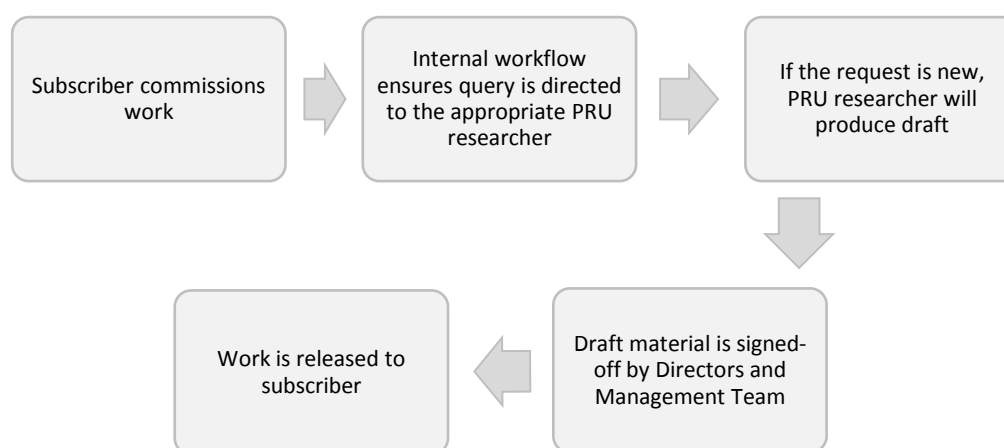 Subscriber commissions
work
Internal workflow
ensures query is directed
to the appropriate PRU
researcher
If the request is new,
PRU researcher will
produce draft
Draft material is signed-
off by Directors and
Management Team
Work is released to
subscriber